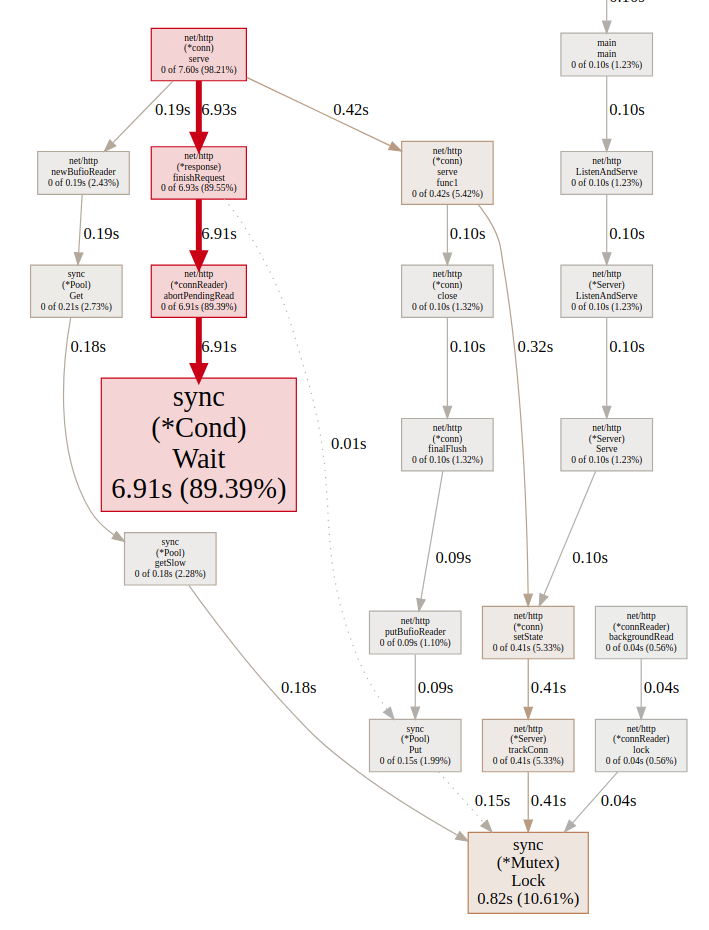 net/http
(*conn)
serve
0 of 7.60s (98.21%)
main
main
0 of 0.10s (1.23%)
0.19s
6.93s
0.42s
0.10s
net/http
newBufioReader
0 of 0.19s (2.43%)
net/http
(*response)
finishRequest
0 of 6.93s (89.55%)
net/http
(*conn)
serve
func1
0 of 0.42s (5.42%)
net/http
ListenAndServe
0 of 0.10s (1.23%)
0.19s
6.91s
0.10s
0.10s
sync
(*Pool)
Get
0 of 0.21s (2.73%)
net/http
(*connReader)
abortPendingRead
0 of 6.91s (89.39%)
net/http
(*conn)
close
0 of 0.10s (1.32%)
net/http
(*Server)
ListenAndServe
0 of 0.10s (1.23%)
0.18s
6.91s
0.10s
0.32s
0.10s
sync
(*Cond)
Wait
6.91s (89.39%)
0.01s
net/http
(*conn)
finalFlush
0 of 0.10s (1.32%)
net/http
(*Server)
Serve
0 of 0.10s (1.23%)
sync
(*Pool)
getSlow
0 of 0.18s (2.28%)
0.09s
0.10s
net/http
putBufioReader
0 of 0.09s (1.10%)
net/http
(*conn)
setState
0 of 0.41s (5.33%)
net/http
(*connReader)
backgroundRead
0 of 0.04s (0.56%)
0.18s
0.09s
0.41s
0.04s
sync
(*Pool)
Put
0 of 0.15s (1.99%)
net/http
(*Server)
trackConn
0 of 0.41s (5.33%)
net/http
(*connReader)
lock
0 of 0.04s (0.56%)
0.15s
0.41s
0.04s
sync
(*Mutex)
Lock
0.82s (10.61%)